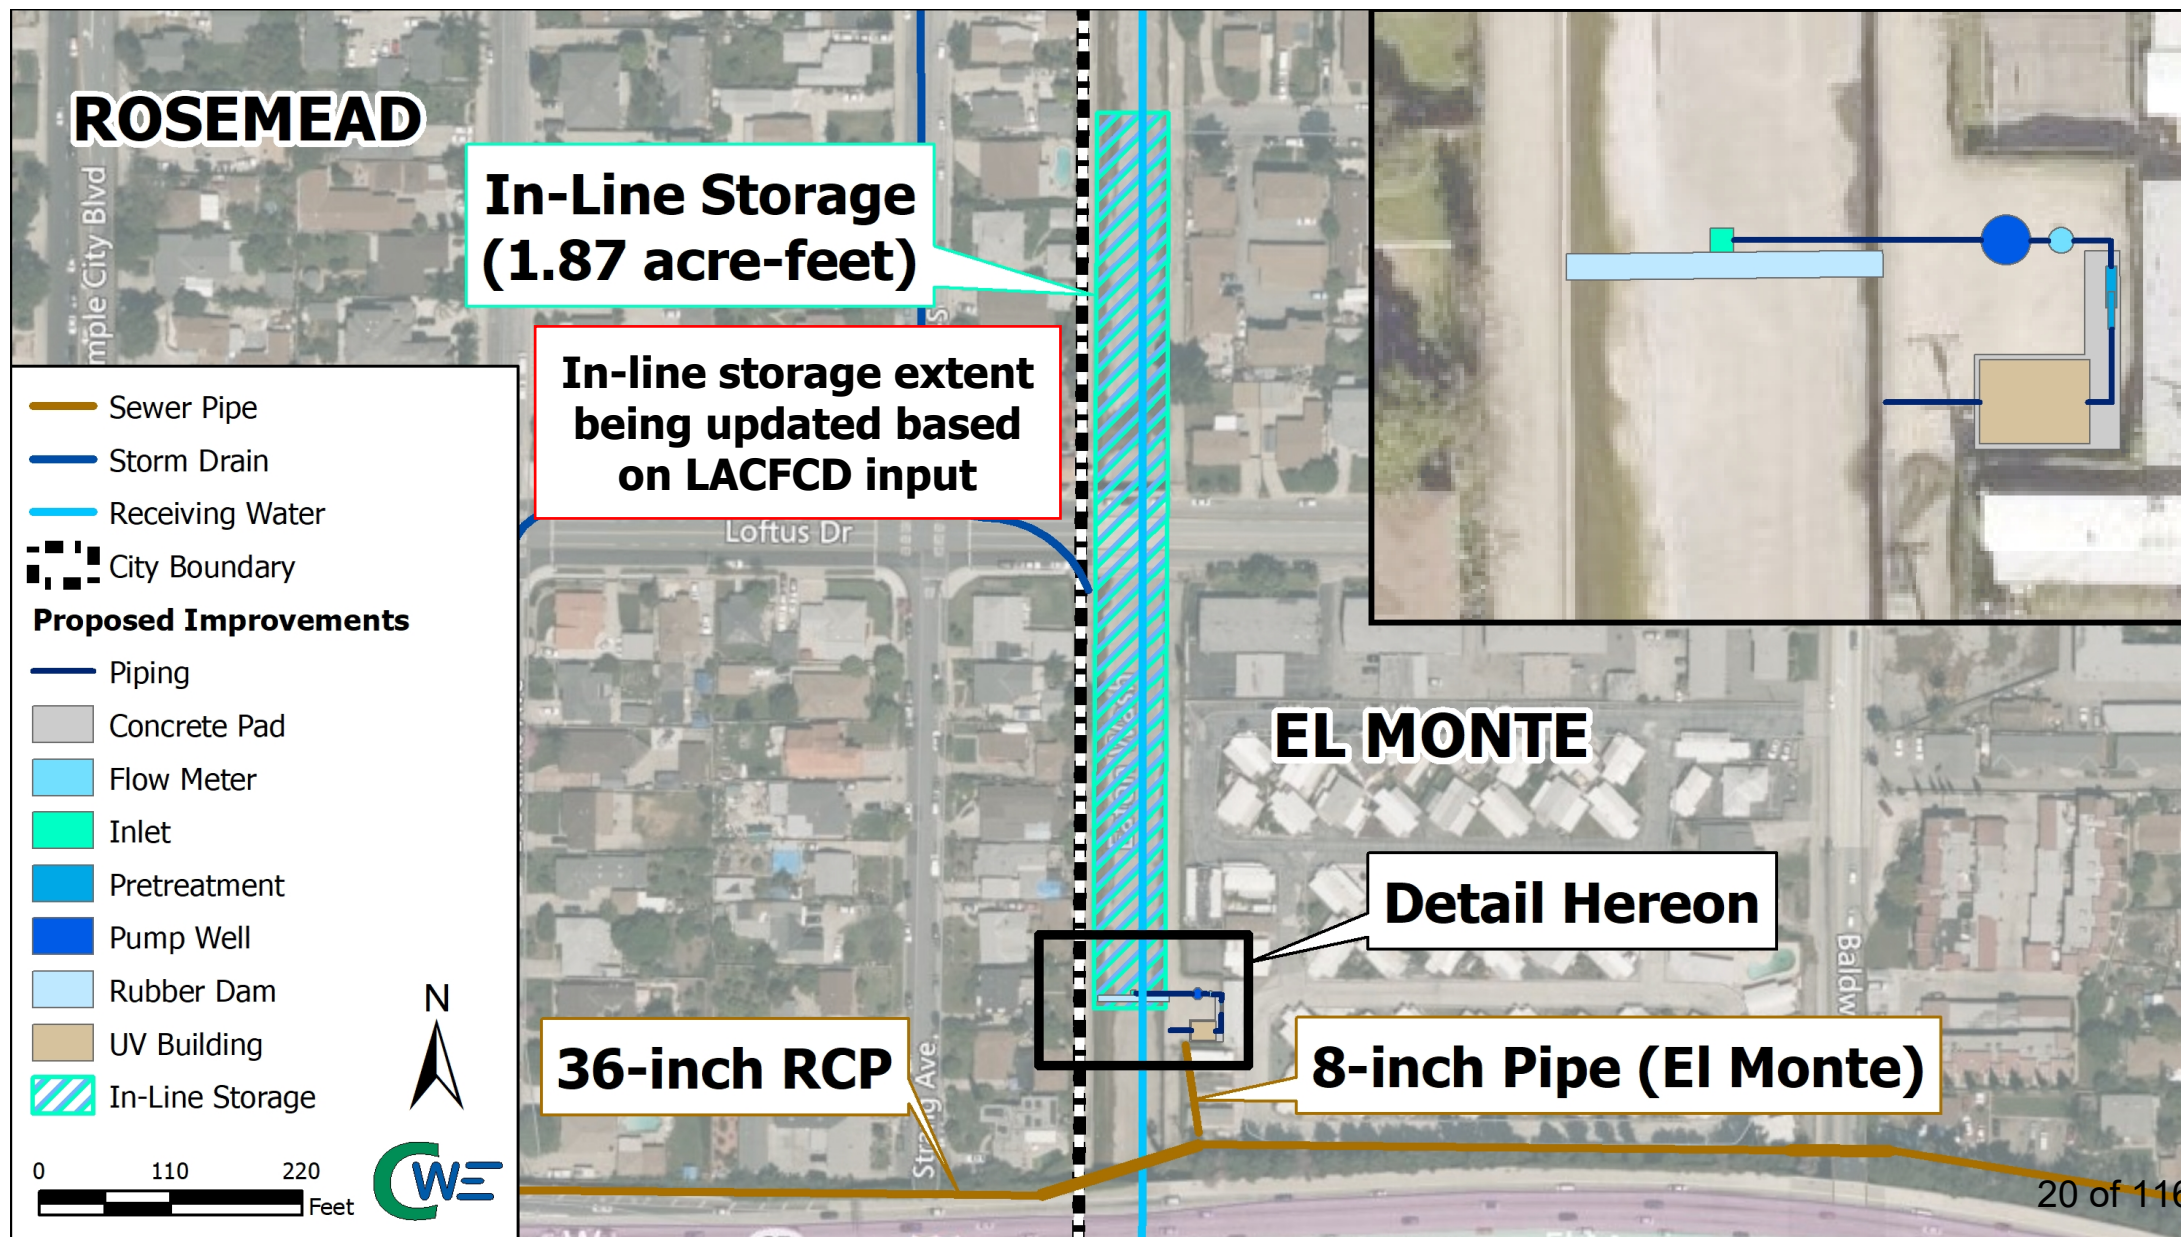 ROSEMEAD
mple City Blvd
In-Line Storage
(1.87 acre-feet)
In-line storage extent
being updated based
on LACFCD input
Loftus Dr
Sewer Pipe
Storm Drain
Receiving Water
City Boundary
Proposed Improvements
Piping
Concrete Pad
Flow Meter
Inlet
Pretreatment
Pump Well
Rubber Dam
UV Building
In-Line Storage
N
0 110 220
Feet
CWE
EL MONTE
Detail Hereon
Baldw
36-inch RCP
8-inch Pipe (El Monte)
Strang Ave.
20 of 116